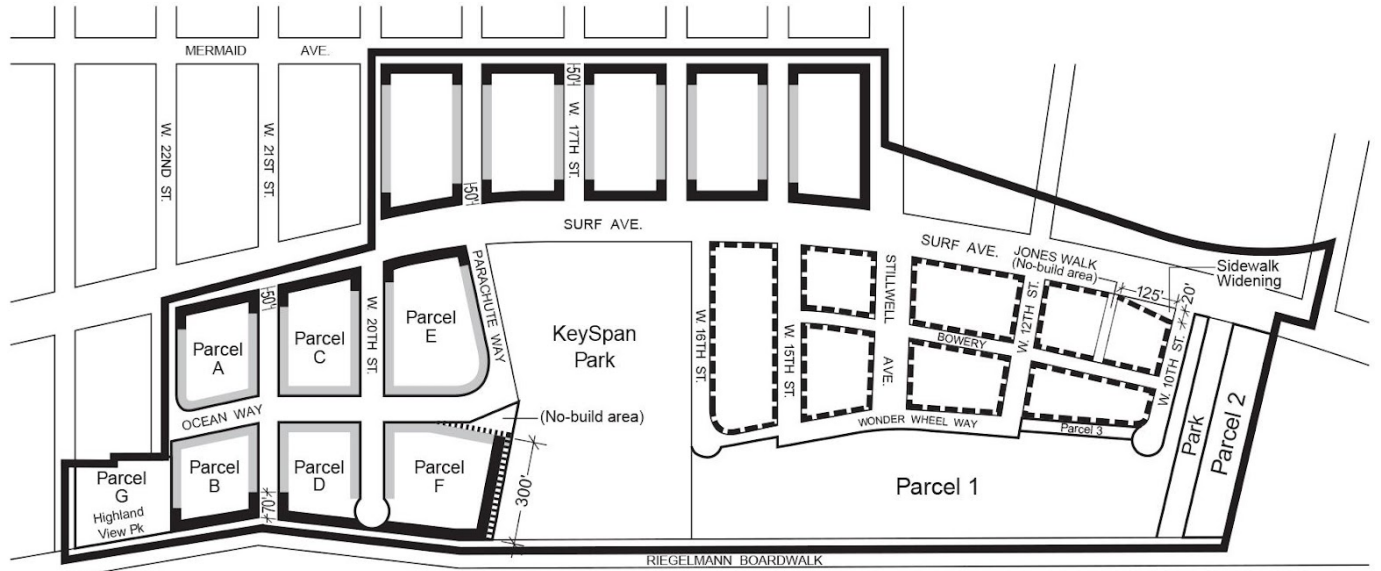 MERMAID AVE.
50'
50'
W. 17TH ST.
W. 22ND ST.
W. 21ST ST.
50'
SURF AVE.
SURF AVE.
JONES WALK
(No-build area)
Sidewalk
Widening
125'
20'
PARACHUTE WAY
STILLWELL
AVE.
W. 12TH ST.
50'
W. 20TH ST.
Parcel
E
Parcel
C
Parcel
A
KeySpan
Park
W. 16TH ST.
W. 15TH ST.
BOWERY
W. 10TH ST.
OCEAN WAY
(No-build area)
WONDER WHEEL WAY
Parcel 3
Park
Parcel 2
Parcel
G
Highland
View Pk
Parcel
B
Parcel
D
Parcel
F
70'
300'
Parcel 1
RIEGELMANN BOARDWALK